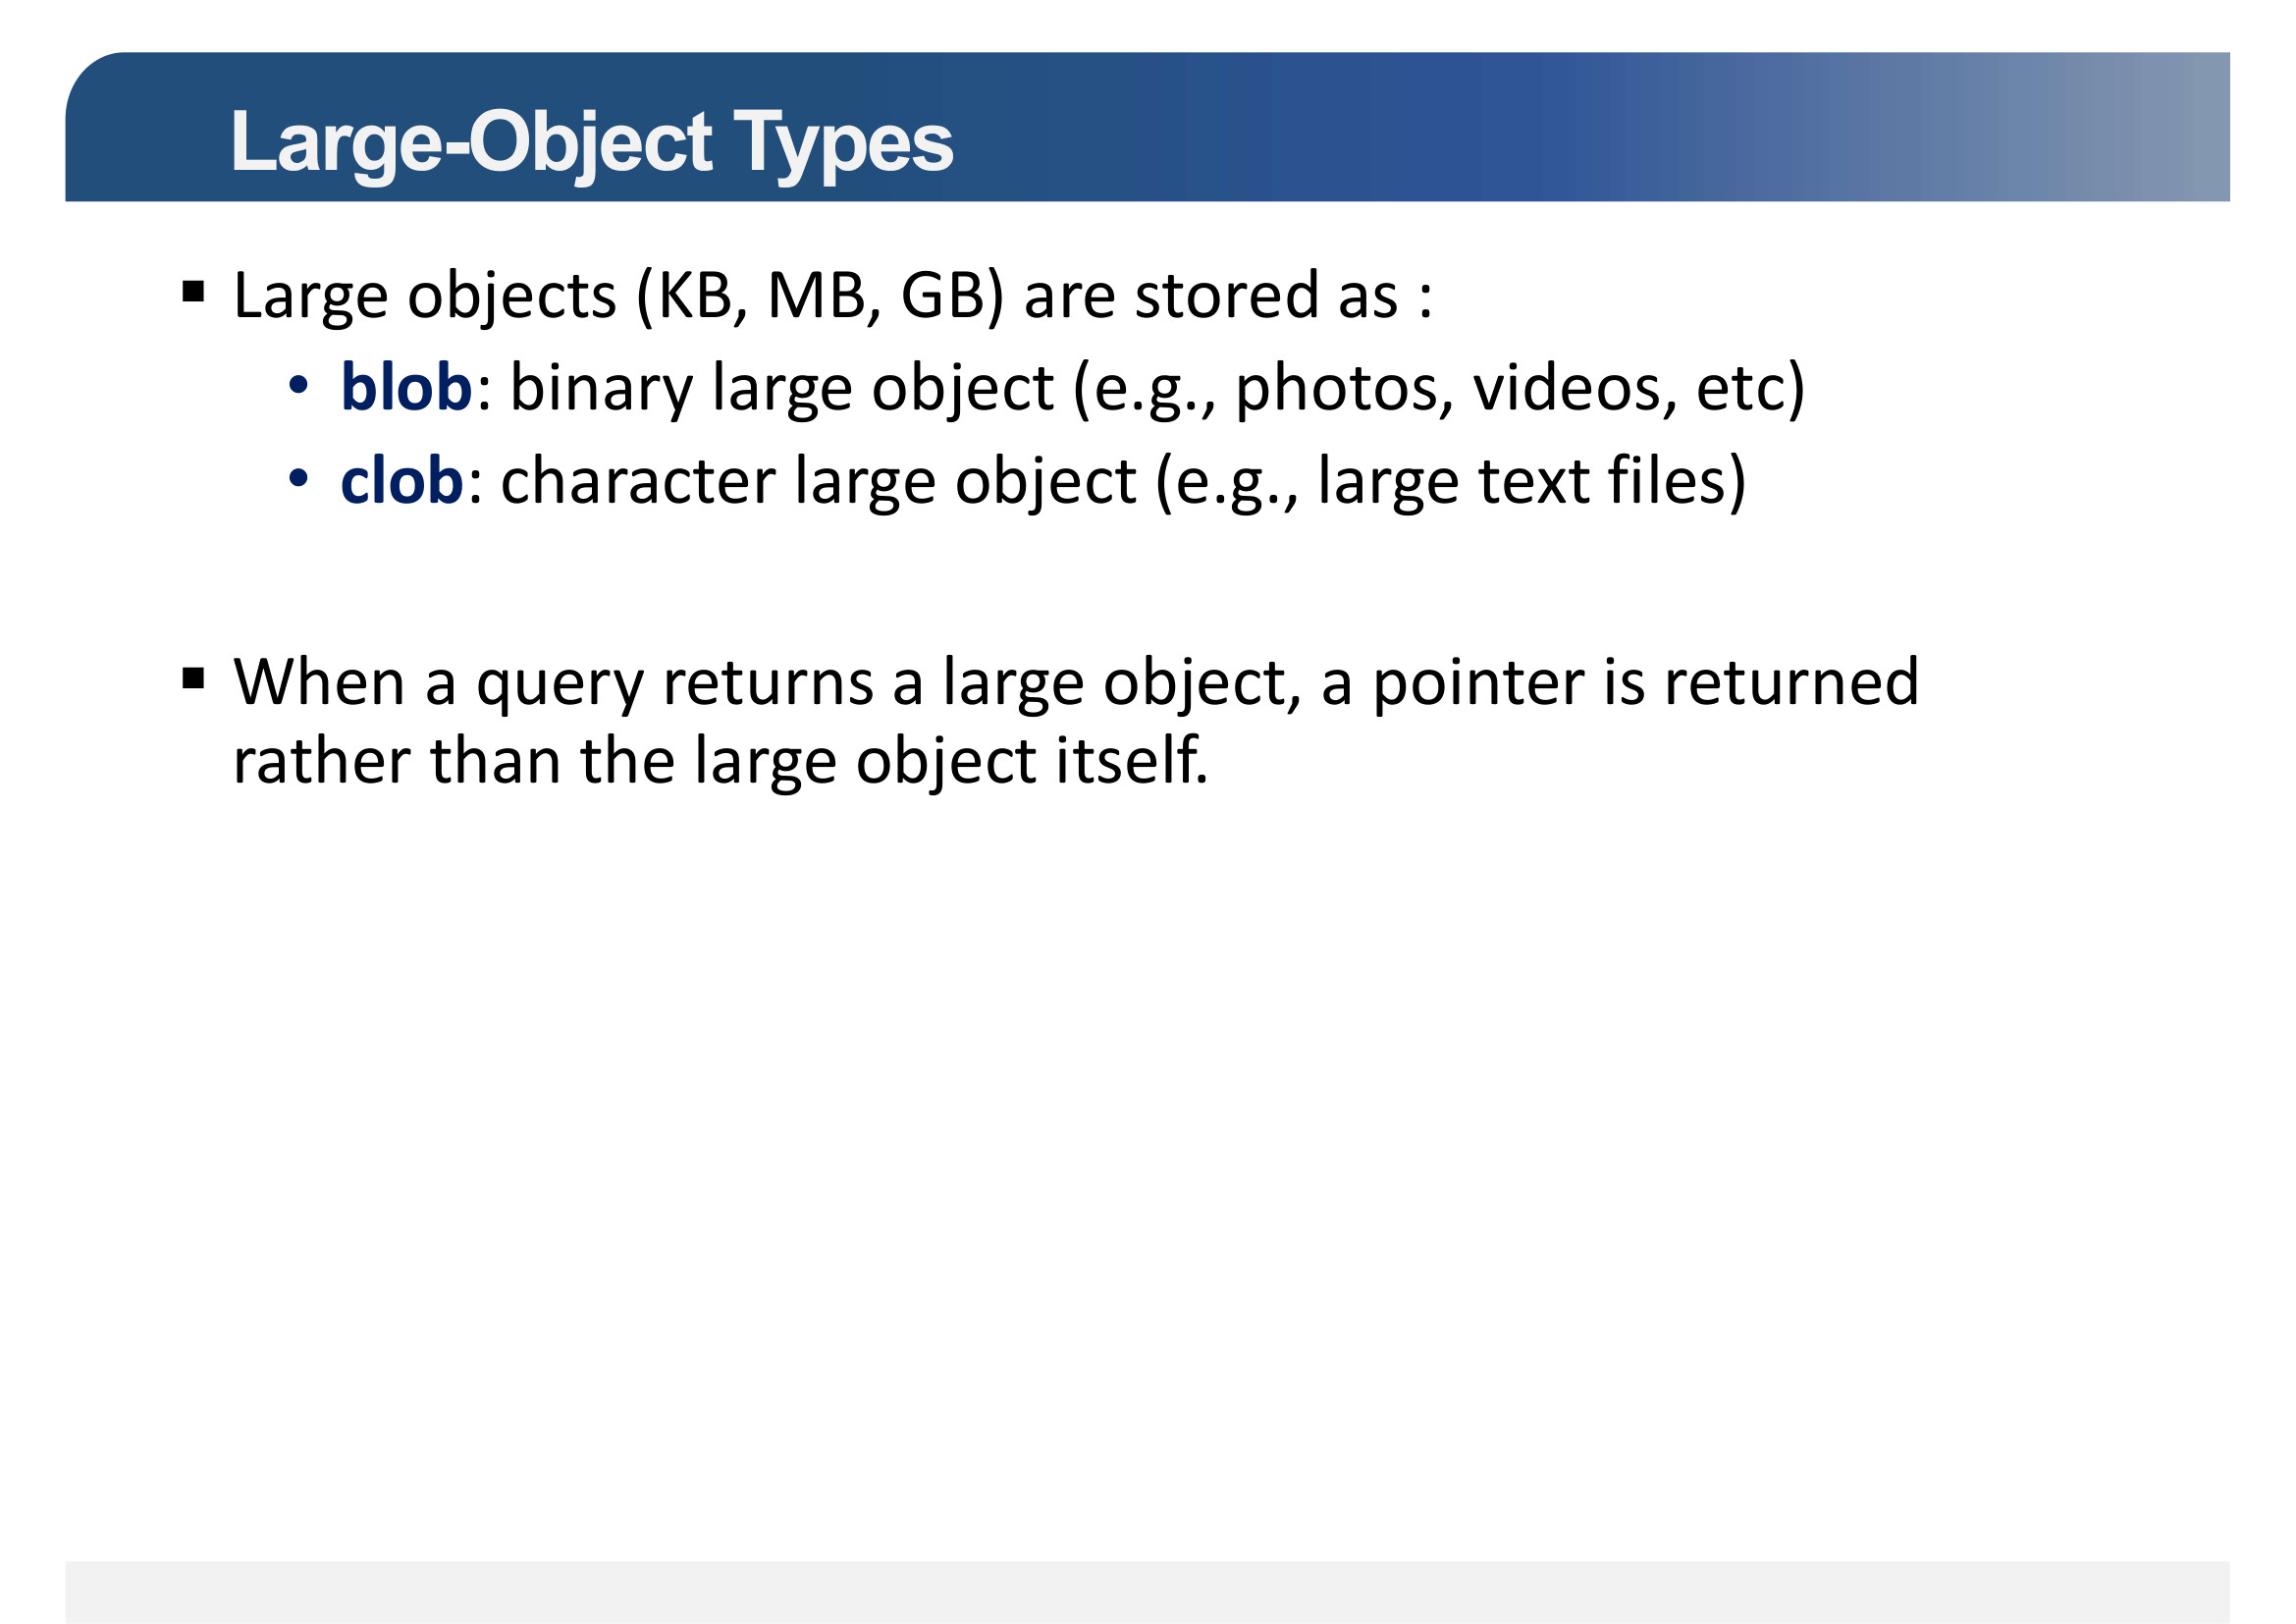 Large-Object Types
▪ Large objects (KB, MB, GB) are stored as :
• blob: binary large object (e.g., photos, videos, etc)
• clob: character large object (e.g., large text files)
▪ When a query returns a large object, a pointer is returned
rather than the large object itself.